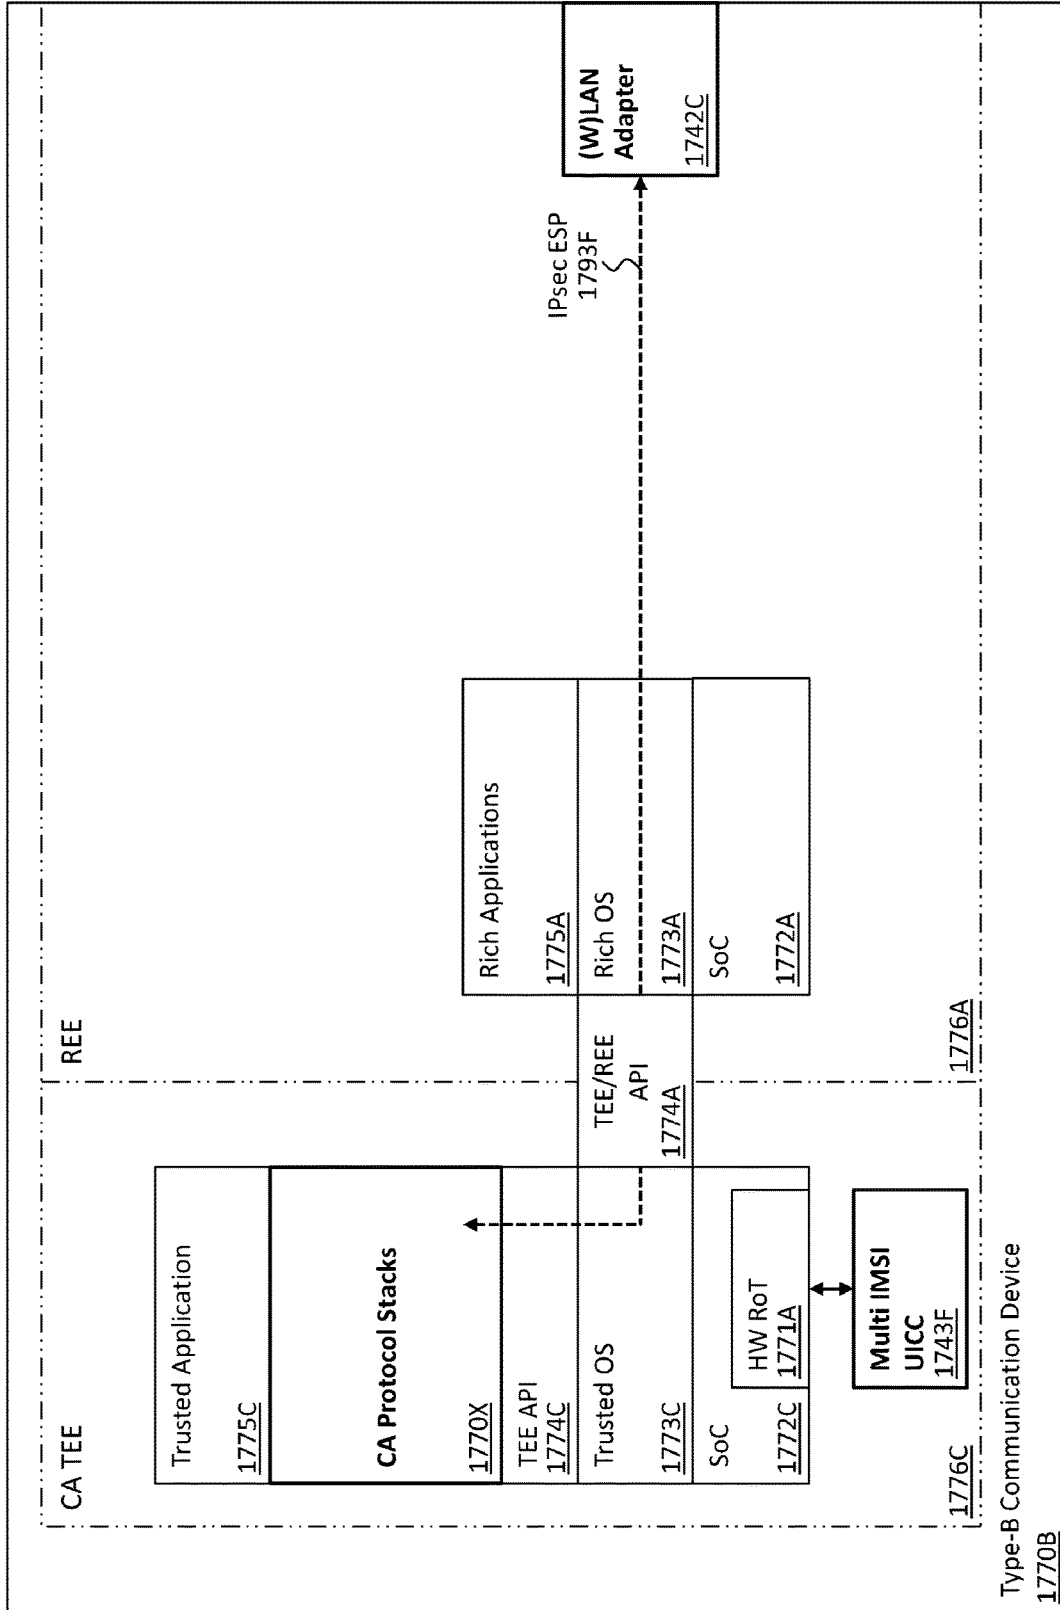 CA TEE
Trusted Application
1775C
CA Protocol Stacks
1770X
TEE API
1774C
Trusted OS
1773C
SoC
1772C
HW RoT
1771A
Multi IMSI
UICC
1743F
1776C
TEE/REE
API
1774A
REE
Rich Applications
1775A
Rich OS
1773A
SoC
1772A
1776A
IPsec ESP
1793F
(W)LAN
Adapter
1742C
Type-B Communication Device
1770B